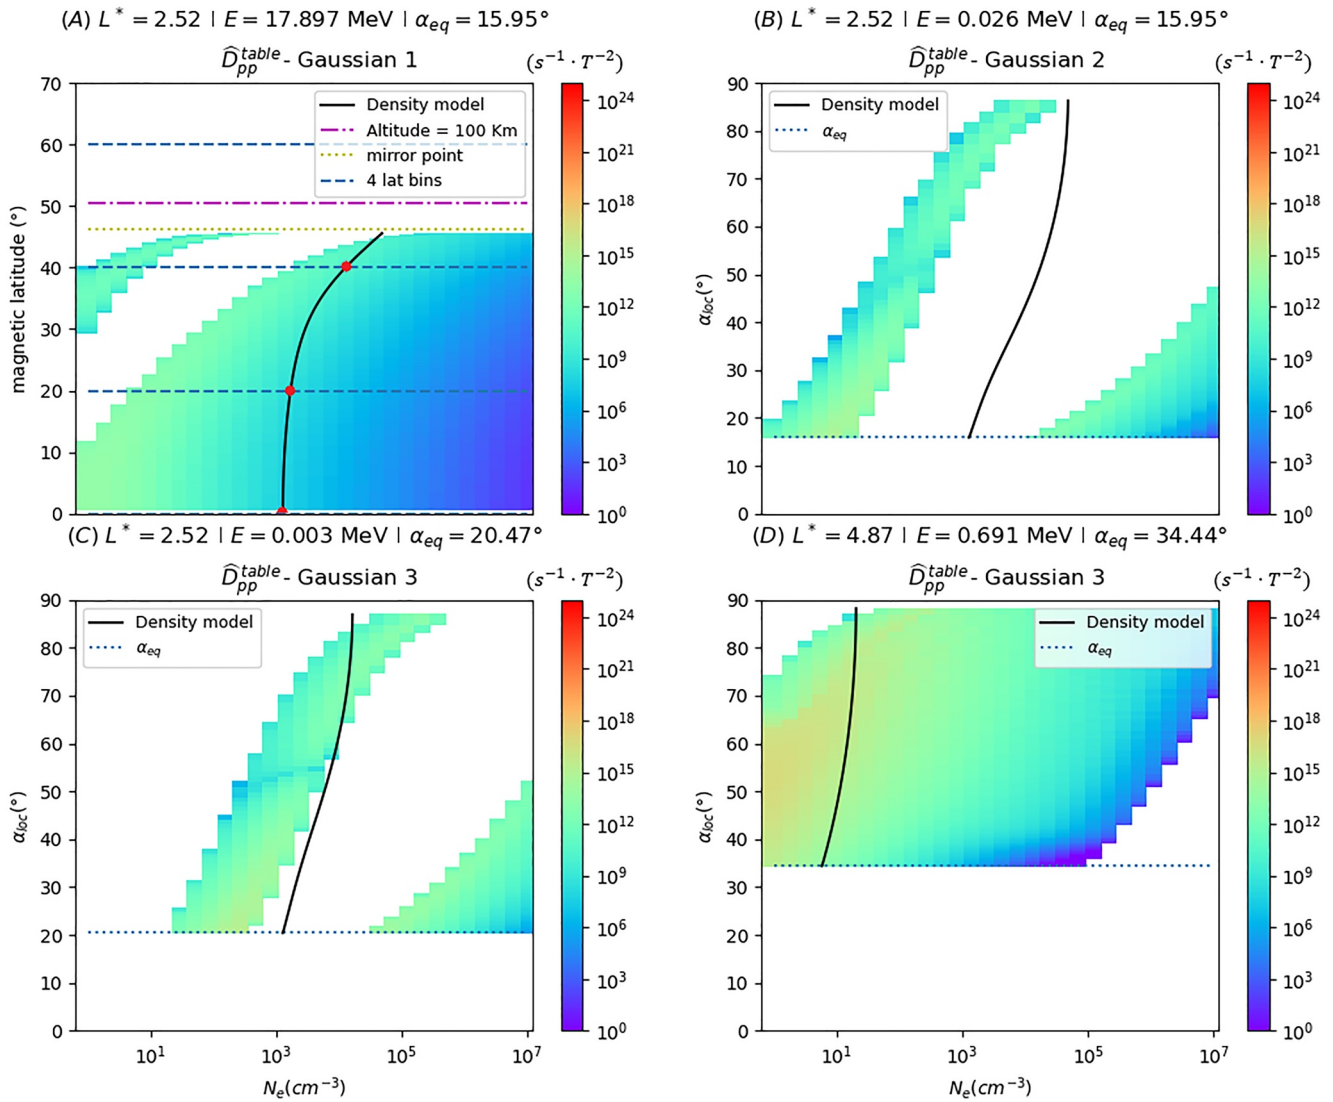 (A) L* = 2.52 | E = 17.897 MeV | αeq = 15.95°
D̂pp^table - Gaussian 1
(s⁻¹ · T⁻²)
70
60
50
40
30
20
10
0
magnetic latitude (°)
Density model
Altitude = 100 Km
mirror point
4 lat bins
10²⁴
10²¹
10¹⁸
10¹⁵
10¹²
10⁹
10⁶
10³
10⁰
(B) L* = 2.52 | E = 0.026 MeV | αeq = 15.95°
D̂pp^table - Gaussian 2
(s⁻¹ · T⁻²)
90
80
70
60
50
40
30
20
10
0
αloc(°)
Density model
αeq
10²⁴
10²¹
10¹⁸
10¹⁵
10¹²
10⁹
10⁶
10³
10⁰
(C) L* = 2.52 | E = 0.003 MeV | αeq = 20.47°
D̂pp^table - Gaussian 3
(s⁻¹ · T⁻²)
90
80
70
60
50
40
30
20
10
0
αloc(°)
Density model
αeq
10¹ 10³ 10⁵ 10⁷
Ne(cm⁻³)
10²⁴
10²¹
10¹⁸
10¹⁵
10¹²
10⁹
10⁶
10³
10⁰
(D) L* = 4.87 | E = 0.691 MeV | αeq = 34.44°
D̂pp^table - Gaussian 3
(s⁻¹ · T⁻²)
90
80
70
60
50
40
30
20
10
0
αloc(°)
Density model
αeq
10¹ 10³ 10⁵ 10⁷
Ne(cm⁻³)
10²⁴
10²¹
10¹⁸
10¹⁵
10¹²
10⁹
10⁶
10³
10⁰